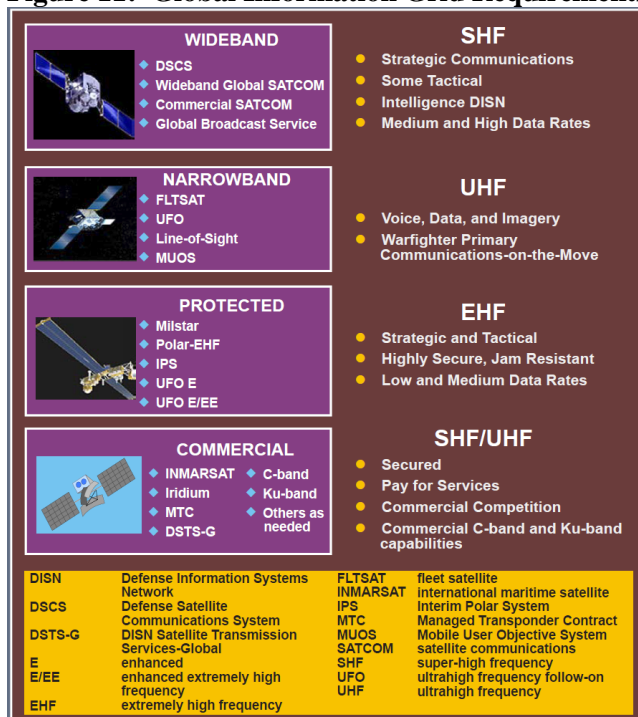 WIDEBAND
DSCS
Wideband Global SATCOM
Commercial SATCOM
Global Broadcast Service
SHF
Strategic Communications
Some Tactical
Intelligence DISN
Medium and High Data Rates
NARROWBAND
FLTSAT
UFO
Line-of-Sight
MUOS
UHF
Voice, Data, and Imagery
Warfighter Primary
Communications-on-the-Move
PROTECTED
Milstar
Polar-EHF
IPS
UFO E
UFO E/EE
EHF
Strategic and Tactical
Highly Secure, Jam Resistant
Low and Medium Data Rates
COMMERCIAL
INMARSAT
Iridium
MTC
DSTS-G
C-band
Ku-band
Others as
needed
SHF/UHF
Secured
Pay for Services
Commercial Competition
Commercial C-band and Ku-band
capabilities
DISN Defense Information Systems
Network
DSCS Defense Satellite
Communications System
DSTS-G DISN Satellite Transmission
Services-Global
E enhanced
E/EE enhanced extremely high
frequency
EHF extremely high frequency
FLTSAT fleet satellite
INMARSAT international maritime satellite
IPS Interim Polar System
MTC Managed Transponder Contract
MUOS Mobile User Objective System
SATCOM satellite communications
SHF super-high frequency
UFO ultrahigh frequency follow-on
UHF ultrahigh frequency